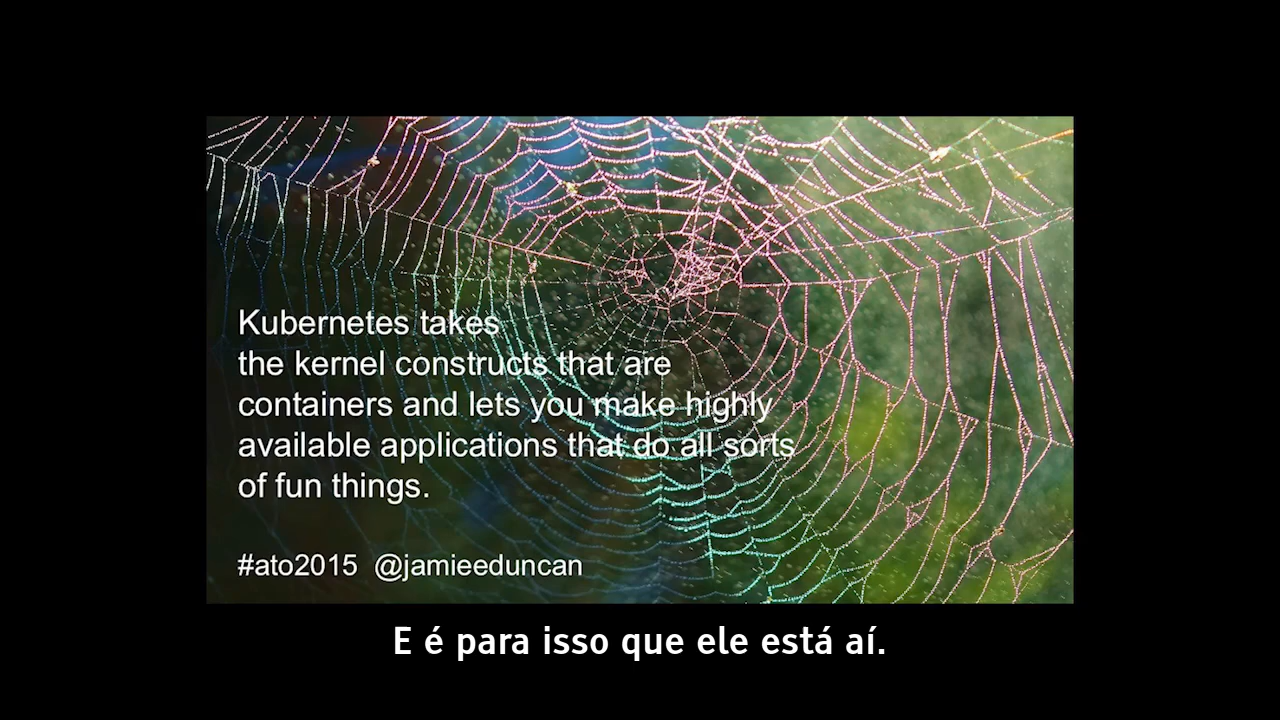 Kubernetes takes
the kernel constructs that are
containers and lets you make highly
available applications that do all sorts
of fun things.
#ato2015 @jamieeduncan
E é para isso que ele está aí.